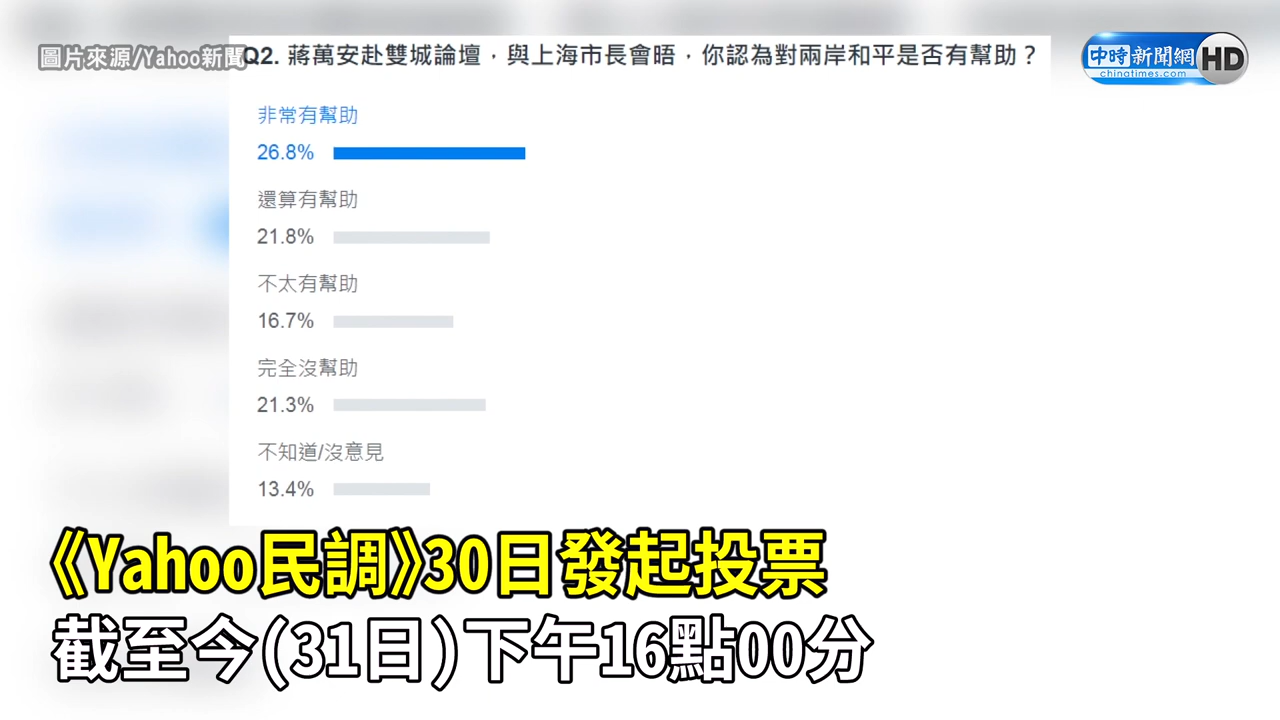 圖片來源/Yahoo新聞
Q2. 蔣萬安赴雙城論壇，與上海市長會晤，你認為對兩岸和平是否有幫助？
中時新聞網 HD
chinatimes.com
非常有幫助
26.8%
還算有幫助
21.8%
不太有幫助
16.7%
完全沒幫助
21.3%
不知道/沒意見
13.4%
《Yahoo民調》30日發起投票
截至今(31日)下午16點00分